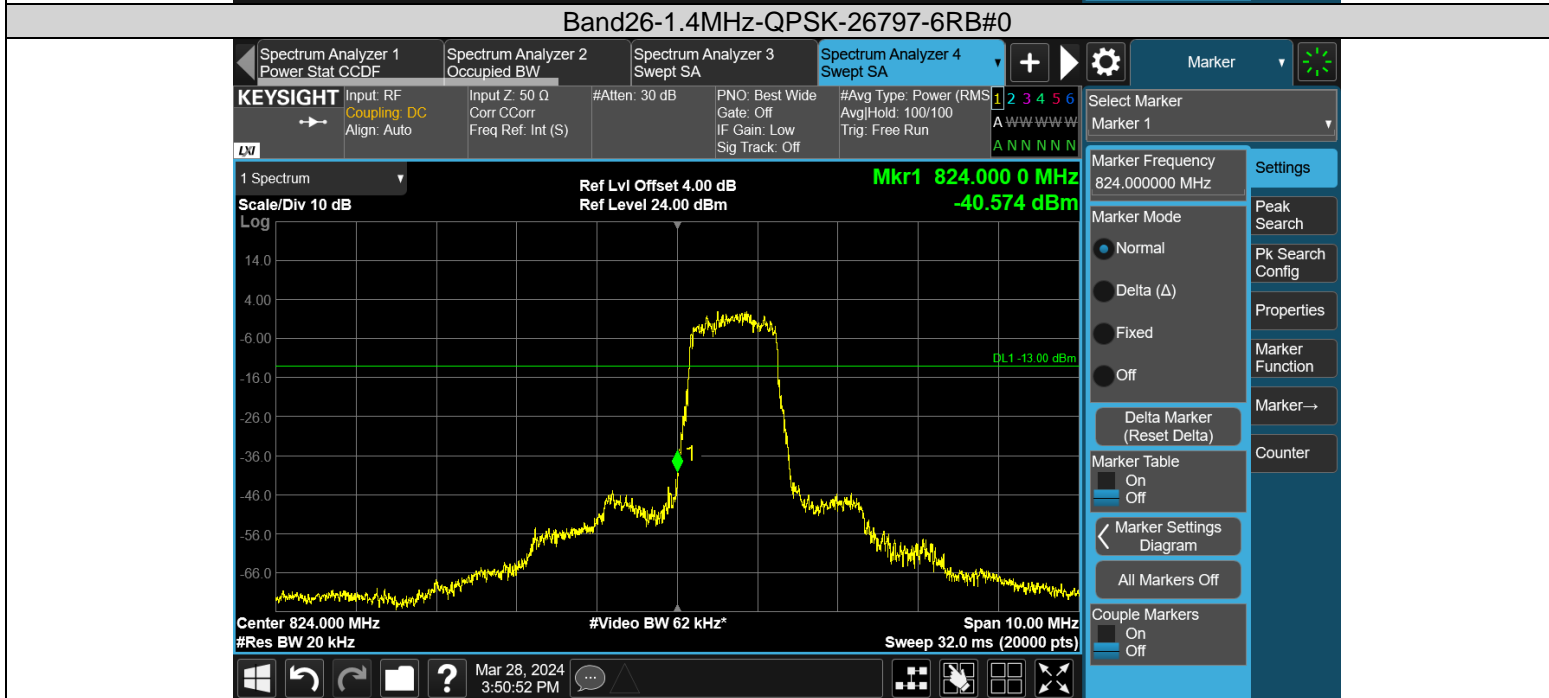 Band26-1.4MHz-QPSK-26797-6RB#0
Spectrum Analyzer 1
Power Stat CCDF
Spectrum Analyzer 2
Occupied BW
Spectrum Analyzer 3
Swept SA
Spectrum Analyzer 4
Swept SA
Marker
KEYSIGHT
LXI
Input: RF
Coupling: DC
Align: Auto
Input Z: 50 Ω
Corr CCorr
Freq Ref: Int (S)
#Atten: 30 dB
PNO: Best Wide
Gate: Off
IF Gain: Low
Sig Track: Off
#Avg Type: Power (RMS
Avg|Hold: 100/100
Trig: Free Run
1 2 3 4 5 6
A W W W W W
A N N N N N
Select Marker
Marker 1
1 Spectrum
Scale/Div 10 dB
Log
Ref Lvl Offset 4.00 dB
Ref Level 24.00 dBm
Mkr1 824.000 0 MHz
-40.574 dBm
14.0
4.00
-6.00
-16.0
-26.0
-36.0
-46.0
-56.0
-66.0
DL1 -13.00 dBm
1
Center 824.000 MHz
#Res BW 20 kHz
#Video BW 62 kHz*
Span 10.00 MHz
Sweep 32.0 ms (20000 pts)
Marker Frequency
824.000000 MHz
Marker Mode
Normal
Delta (Δ)
Fixed
Off
Delta Marker
(Reset Delta)
Marker Table
On
Off
Marker Settings
Diagram
All Markers Off
Couple Markers
On
Off
Settings
Peak
Search
Pk Search
Config
Properties
Marker
Function
Marker→
Counter
?
Mar 28, 2024
3:50:52 PM